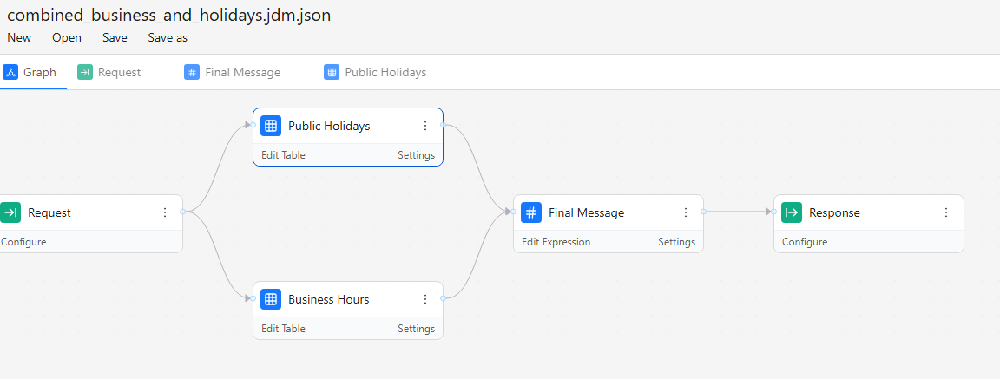 combined_business_and_holidays.jdm.json
New Open Save Save as
Graph Request Final Message Public Holidays
Public Holidays
Edit Table Settings
Request
Configure
Final Message
Edit Expression Settings
Response
Configure
Business Hours
Edit Table Settings